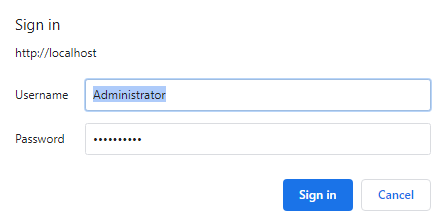 Sign in
http://localhost
Username Administrator
Password ••••••••••
Sign in Cancel